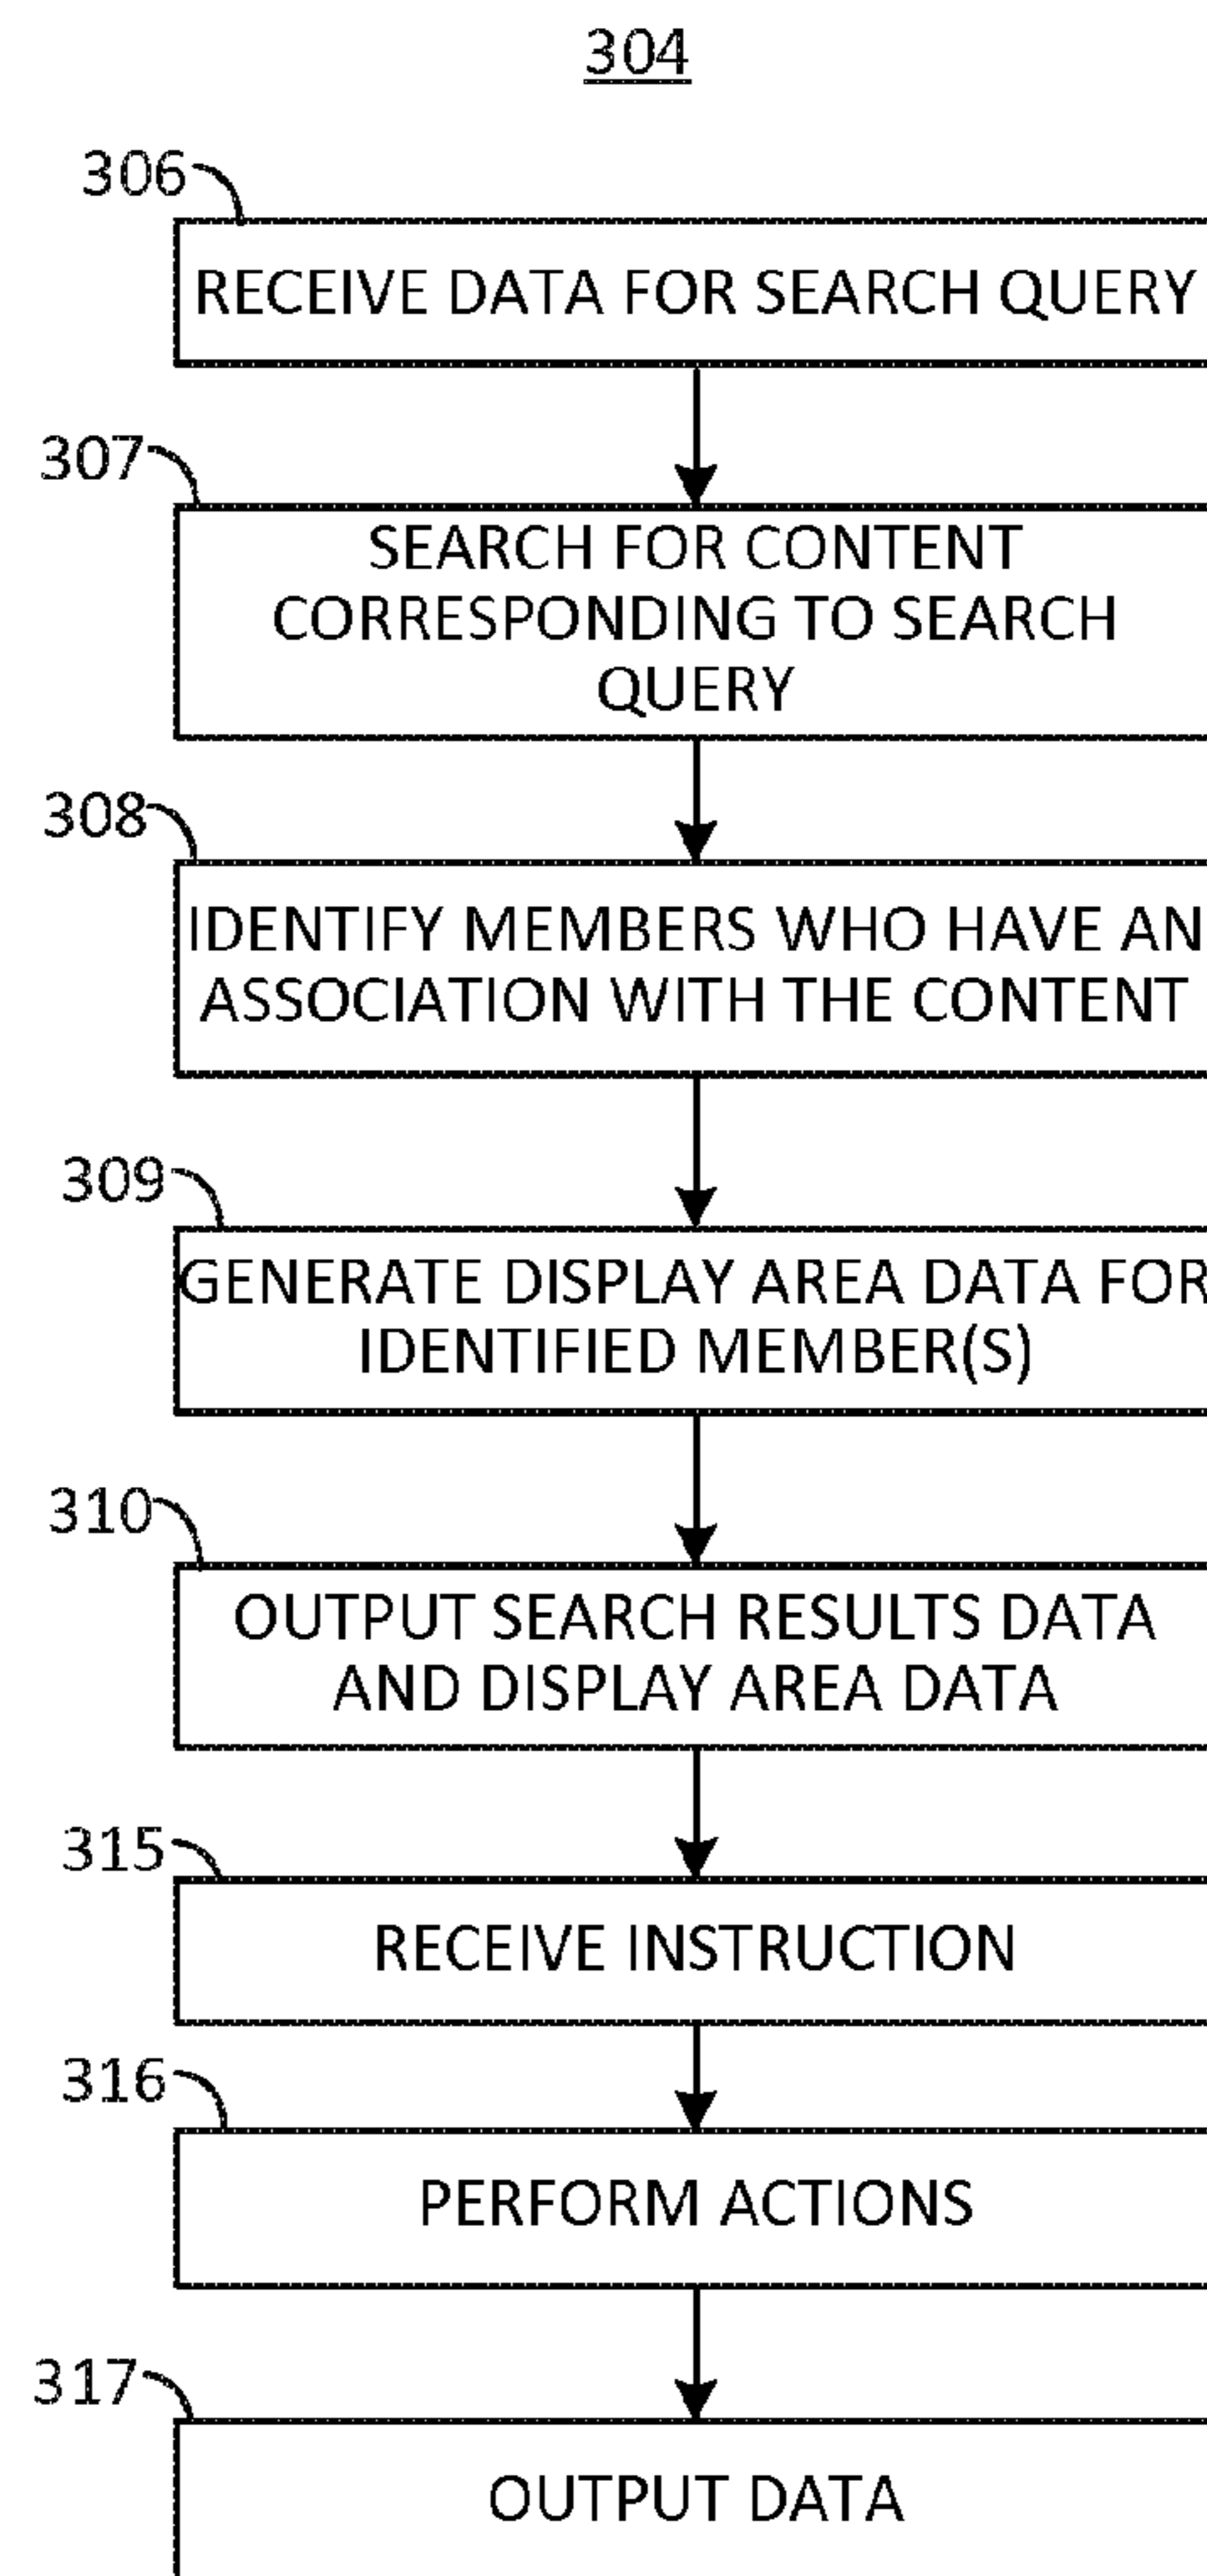 304
306
RECEIVE DATA FOR SEARCH QUERY
307
SEARCH FOR CONTENT
CORRESPONDING TO SEARCH
QUERY
308
IDENTIFY MEMBERS WHO HAVE AN
ASSOCIATION WITH THE CONTENT
309
GENERATE DISPLAY AREA DATA FOR
IDENTIFIED MEMBER(S)
310
OUTPUT SEARCH RESULTS DATA
AND DISPLAY AREA DATA
315
RECEIVE INSTRUCTION
316
PERFORM ACTIONS
317
OUTPUT DATA